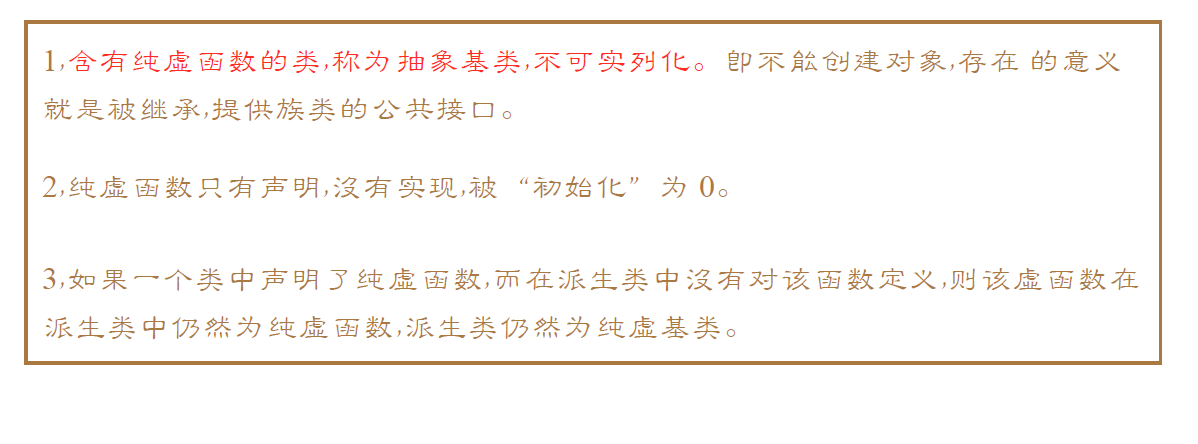 1,含有纯虚函数的类,称为抽象基类,不可实列化。即不能创建对象,存在 的意义
就是被继承,提供族类的公共接口。
2,纯虚函数只有声明,没有实现,被“初始化”为 0。
3,如果一个类中声明了纯虚函数,而在派生类中没有对该函数定义,则该虚函数在
派生类中仍然为纯虚函数,派生类仍然为纯虚基类。